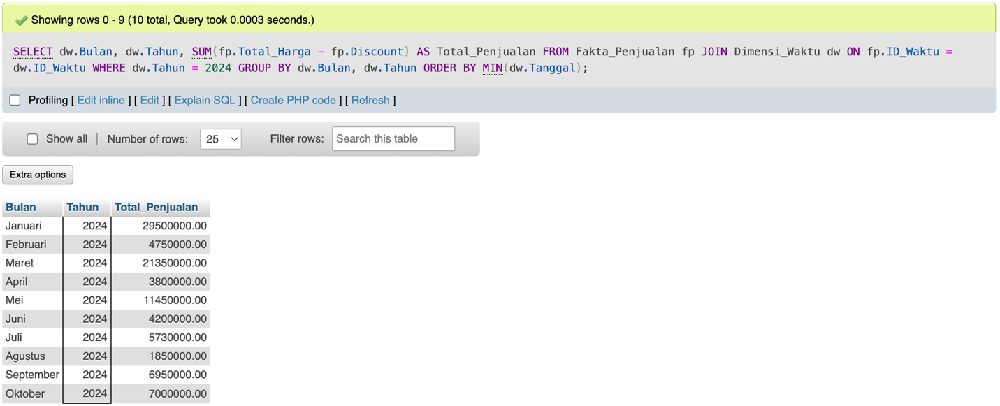 Showing rows 0 - 9 (10 total, Query took 0.0003 seconds.)
SELECT dw.Bulan, dw.Tahun, SUM(fp.Total_Harga - fp.Discount) AS Total_Penjualan FROM Fakta_Penjualan fp JOIN Dimensi_Waktu dw ON fp.ID_Waktu =
dw.ID_Waktu WHERE dw.Tahun = 2024 GROUP BY dw.Bulan, dw.Tahun ORDER BY MIN(dw.Tanggal);
Profiling [ Edit inline ] [ Edit ] [ Explain SQL ] [ Create PHP code ] [ Refresh ]
Show all | Number of rows: 25 Filter rows: Search this table
Extra options
Bulan Tahun Total_Penjualan
Januari 2024 29500000.00
Februari 2024 4750000.00
Maret 2024 21350000.00
April 2024 3800000.00
Mei 2024 11450000.00
Juni 2024 4200000.00
Juli 2024 5730000.00
Agustus 2024 1850000.00
September 2024 6950000.00
Oktober 2024 7000000.00